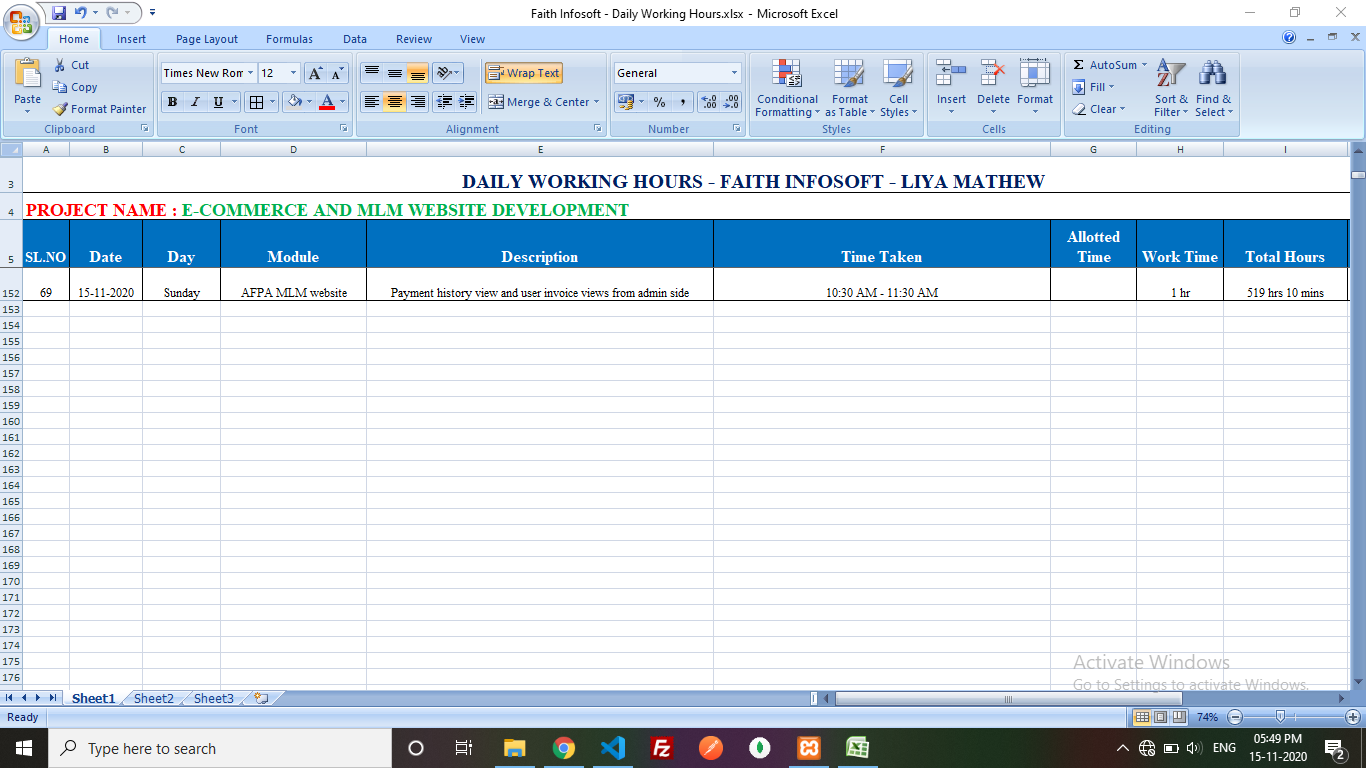 Faith Infosoft - Daily Working Hours.xlsx - Microsoft Excel
Home Insert Page Layout Formulas Data Review View
Paste
Cut
Copy
Format Painter
Clipboard
Times New Ror 12
B I U
Font
Wrap Text
Merge & Center
Alignment
General
% ,
Number
Conditional Formatting
Format as Table
Cell Styles
Styles
Insert Delete Format
Cells
Σ AutoSum
Fill
Clear
Sort & Filter
Find & Select
Editing
A B C D E F G H I
3 DAILY WORKING HOURS - FAITH INFOSOFT - LIYA MATHEW
4 PROJECT NAME : E-COMMERCE AND MLM WEBSITE DEVELOPMENT
5 SL.NO Date Day Module Description Time Taken Allotted Time Work Time Total Hours
152 69 15-11-2020 Sunday AFPA MLM website Payment history view and user invoice views from admin side 10:30 AM - 11:30 AM 1 hr 519 hrs 10 mins
153
154
155
156
157
158
159
160
161
162
163
164
165
166
167
168
169
170
171
172
173
174
175
176
Activate Windows
Go to Settings to activate Windows.
Sheet1 Sheet2 Sheet3
Ready 74%
Type here to search
ENG
05:49 PM
15-11-2020
2